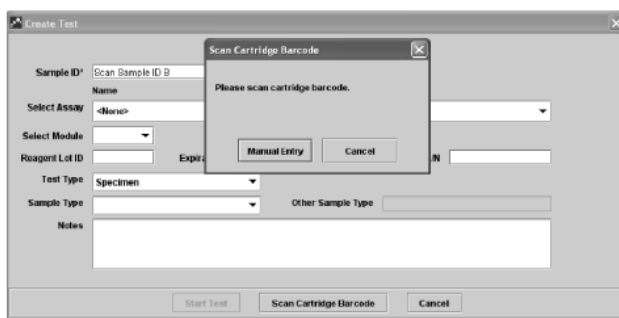 Create Test
Scan Cartridge Barcode
Please scan cartridge barcode.
Manual Entry Cancel
Sample ID* Scan Sample ID B
Name
Select Assay <None>
Select Module
Reagent Lot ID
Test Type Specimen
Sample Type Other Sample Type
Notes
Start Test Scan Cartridge Barcode Cancel